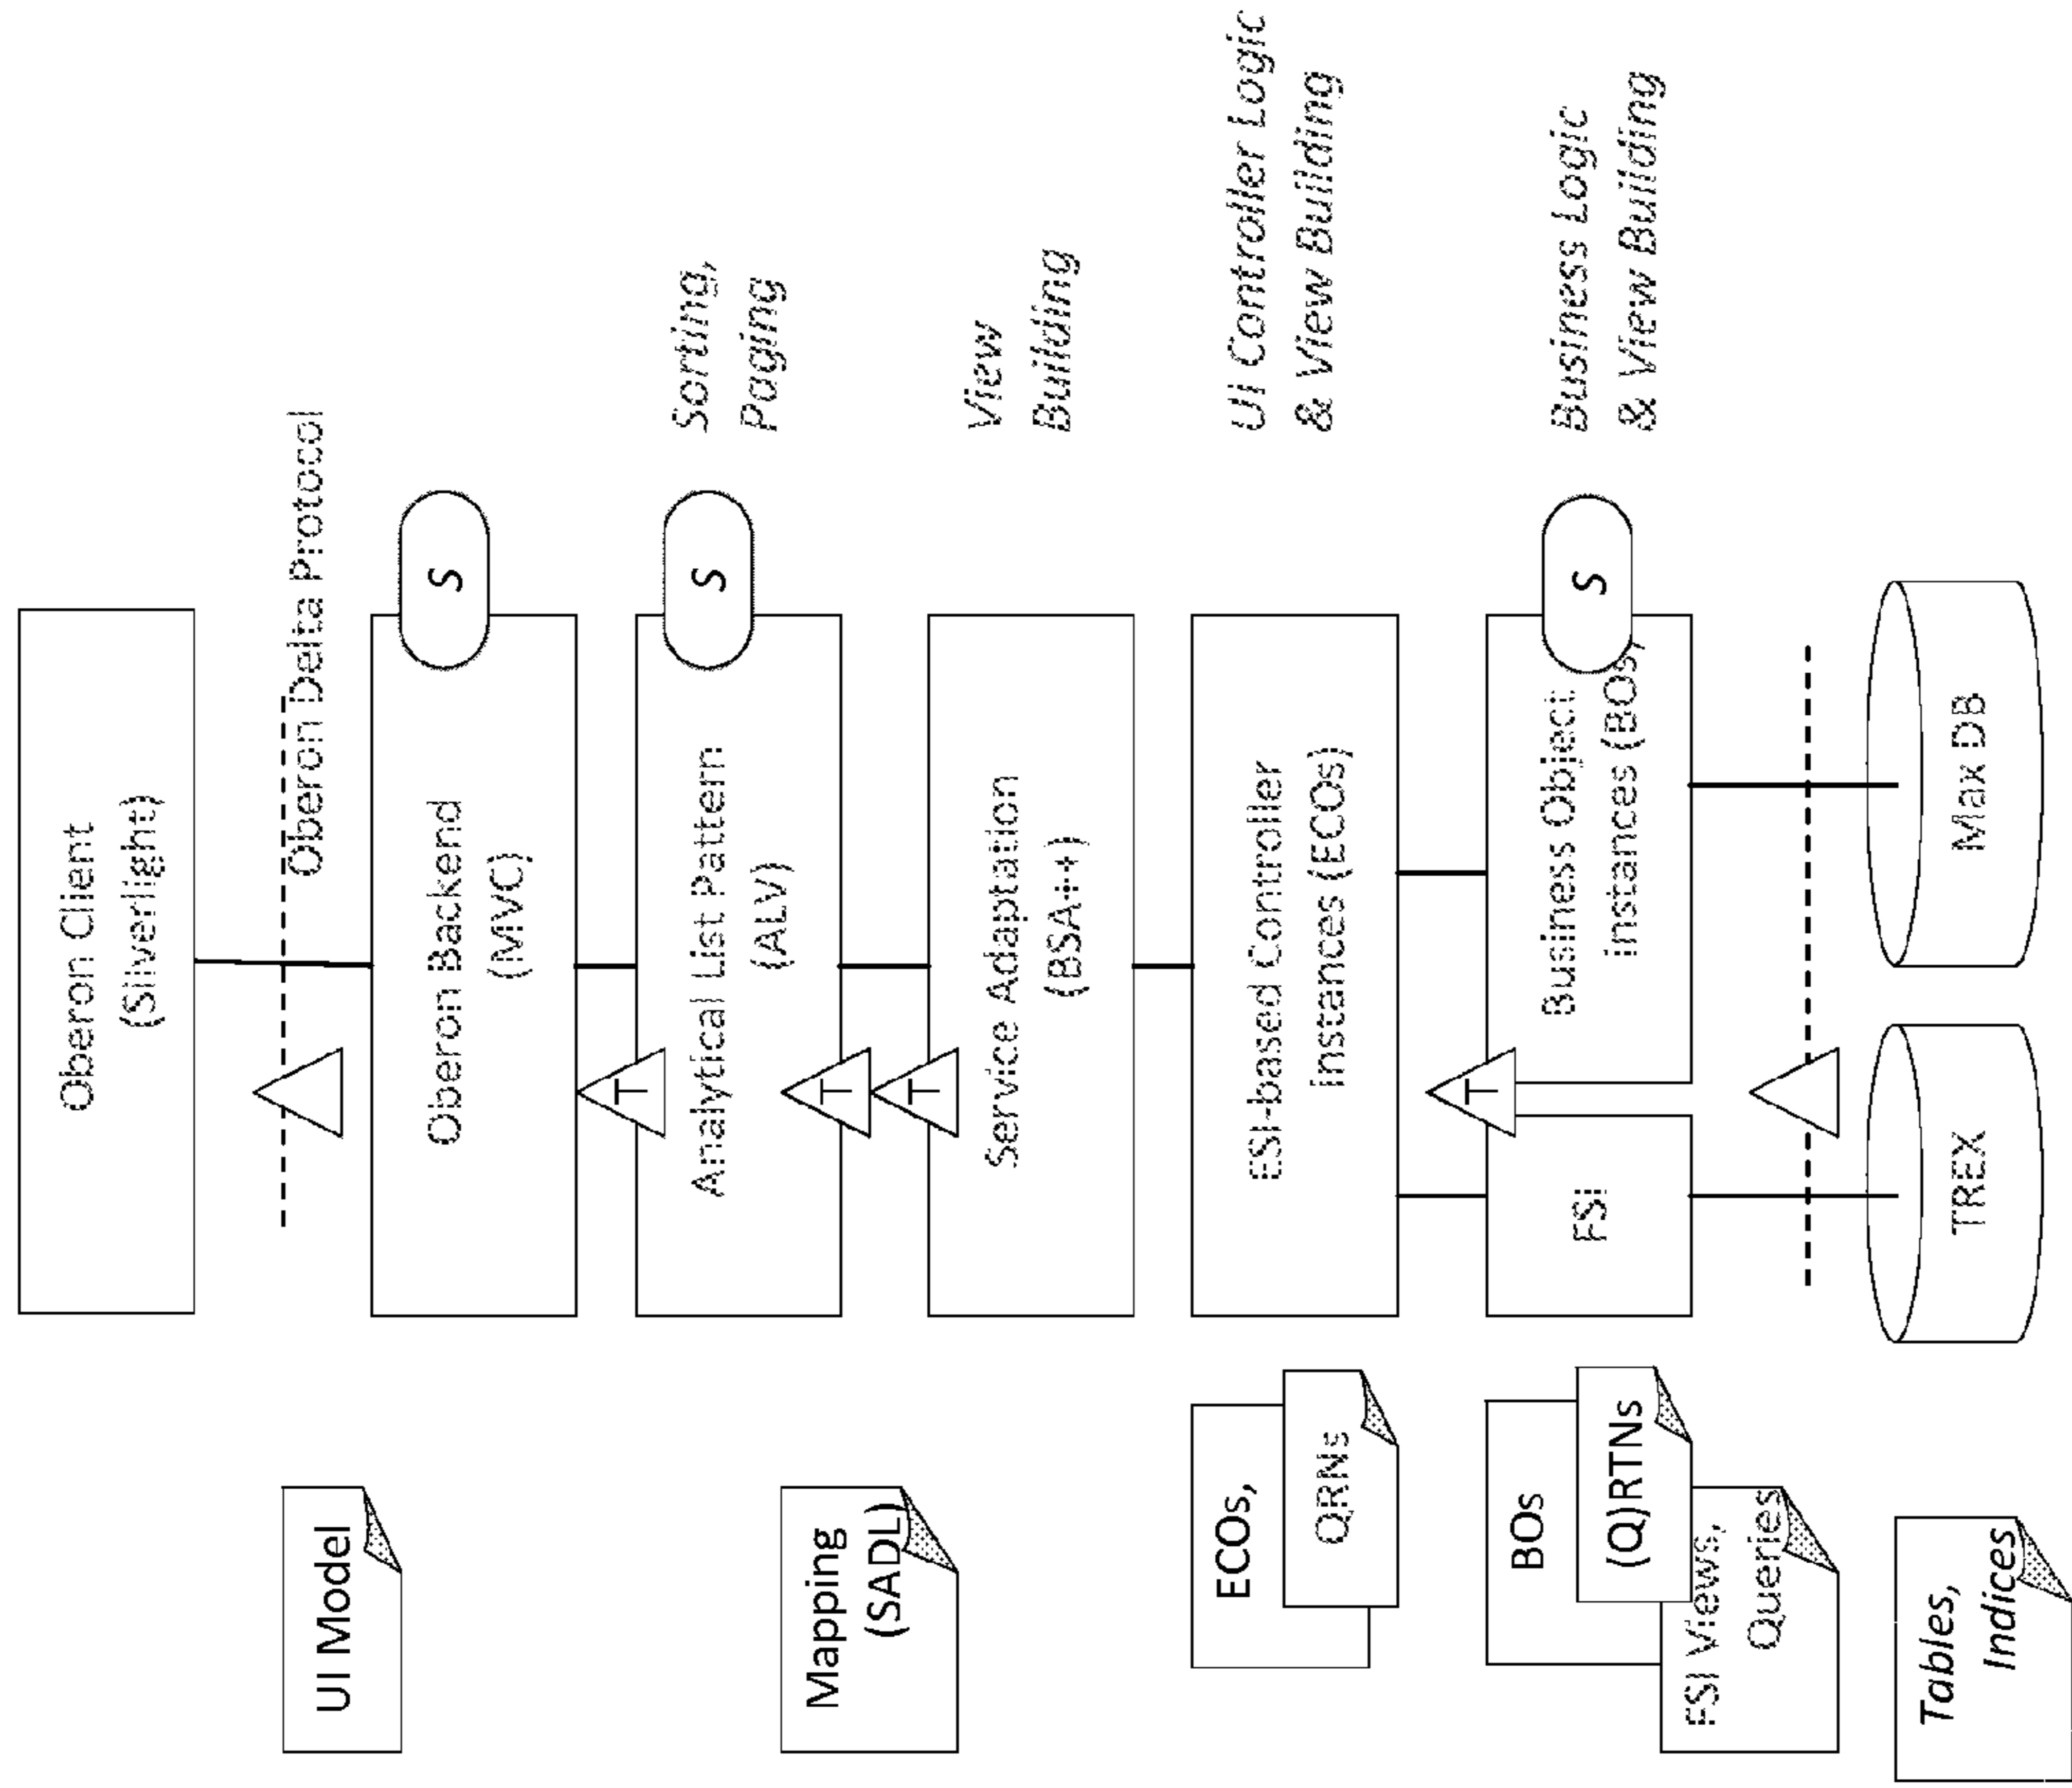 Oberon Client
(Silverlight)
Oberon Delta Protocol
UI Model
Oberon Backend
(MVC)
S
T
Analytical List Pattern
(ALV)
S
Sorting,
Paging
Mapping
(SADL)
T
T
Service Adaptation
(BSA++)
View
Building
ECOs,
QRNs
ESI-based Controller
instances (ECOs)
UI Controller Logic
& View Building
T
BOs
(Q)RTNs
FSI Views,
Queries
FSI
Business Object
instances (BOs)
S
Business Logic
& View Building
Tables,
Indices
TREX
Max DB